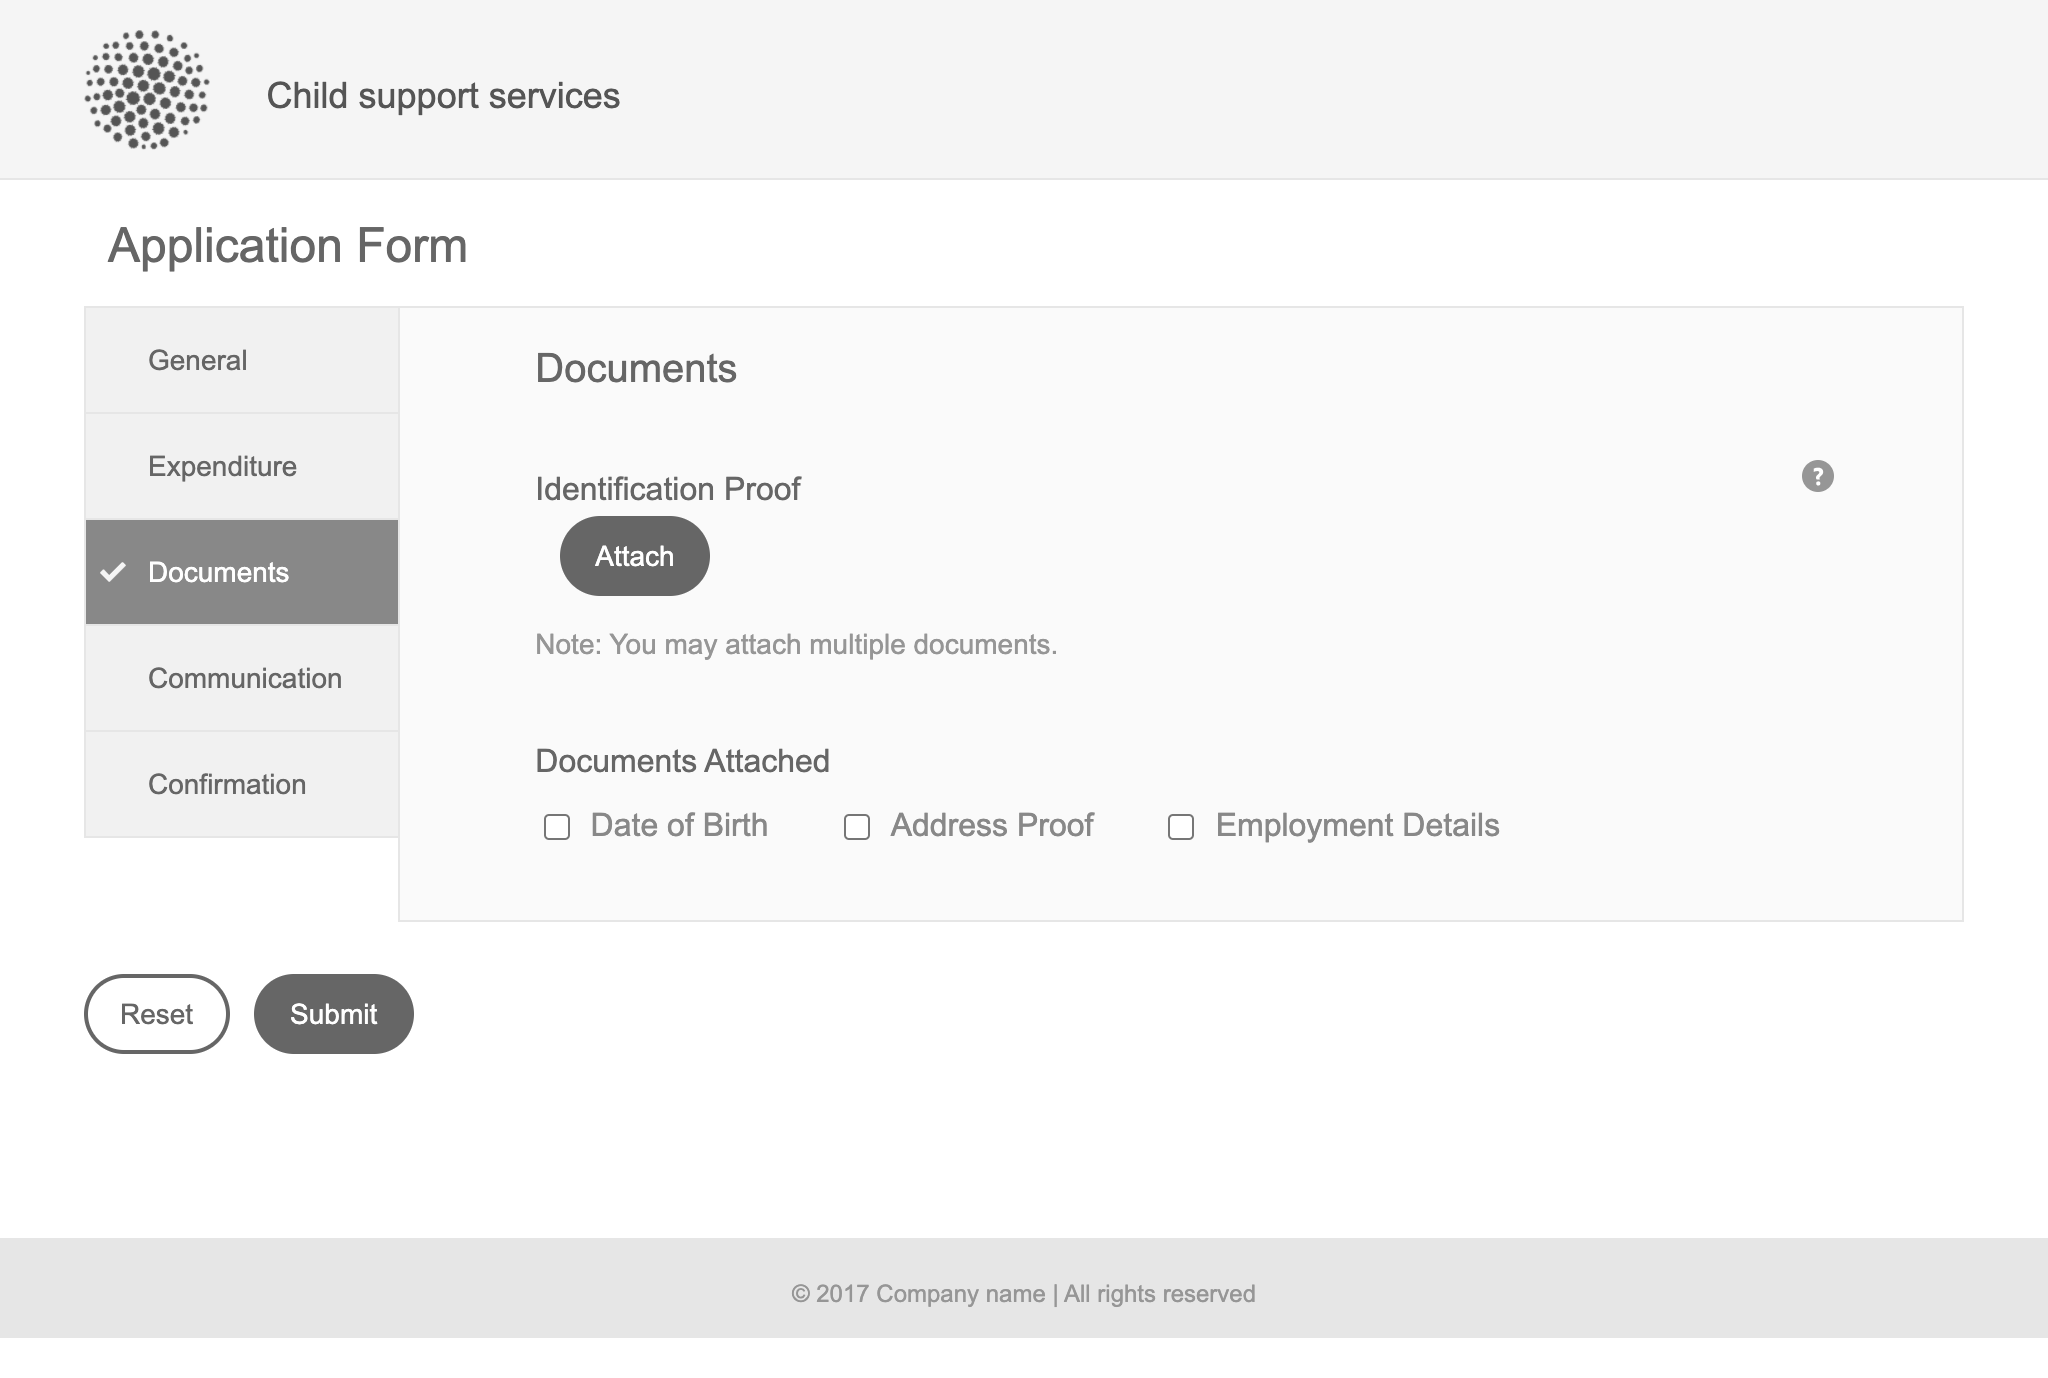 Child support services
Application Form
General
Expenditure
Documents
Communication
Confirmation
Documents
Identification Proof
?
Attach
Note: You may attach multiple documents.
Documents Attached
Date of Birth
Address Proof
Employment Details
Reset
Submit
© 2017 Company name | All rights reserved